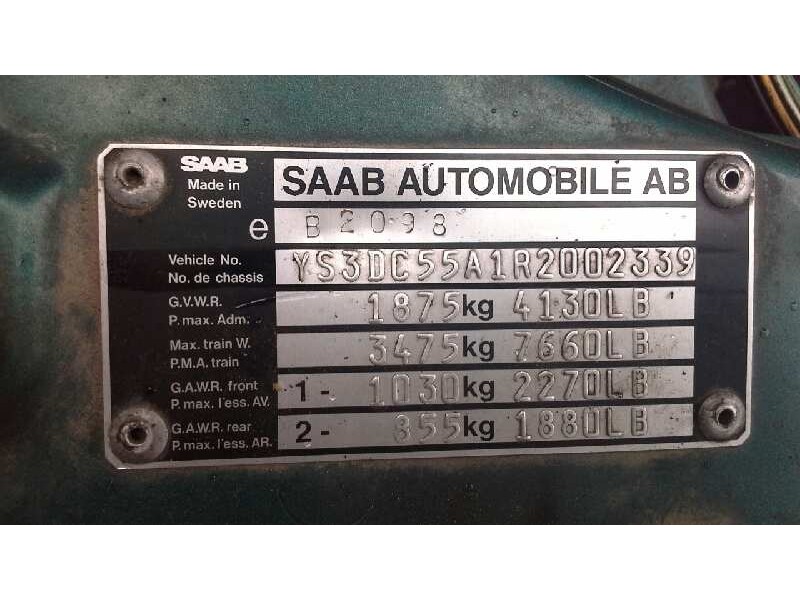 SAAB
Made in
Sweden
SAAB AUTOMOBILE AB
e B2098
Vehicle No.
No. de chassis
YS3DC55A1R2002339
G.V.W.R.
P.max. Adm.
1875kg 4130LB
Max. train W.
P.M.A. train
3475kg 7660LB
G.A.W.R. front
P.max. l'ess. AV.
1- 1030kg 2270LB
G.A.W.R. rear
P.max. l'ess. AR.
2- 855kg 1880LB